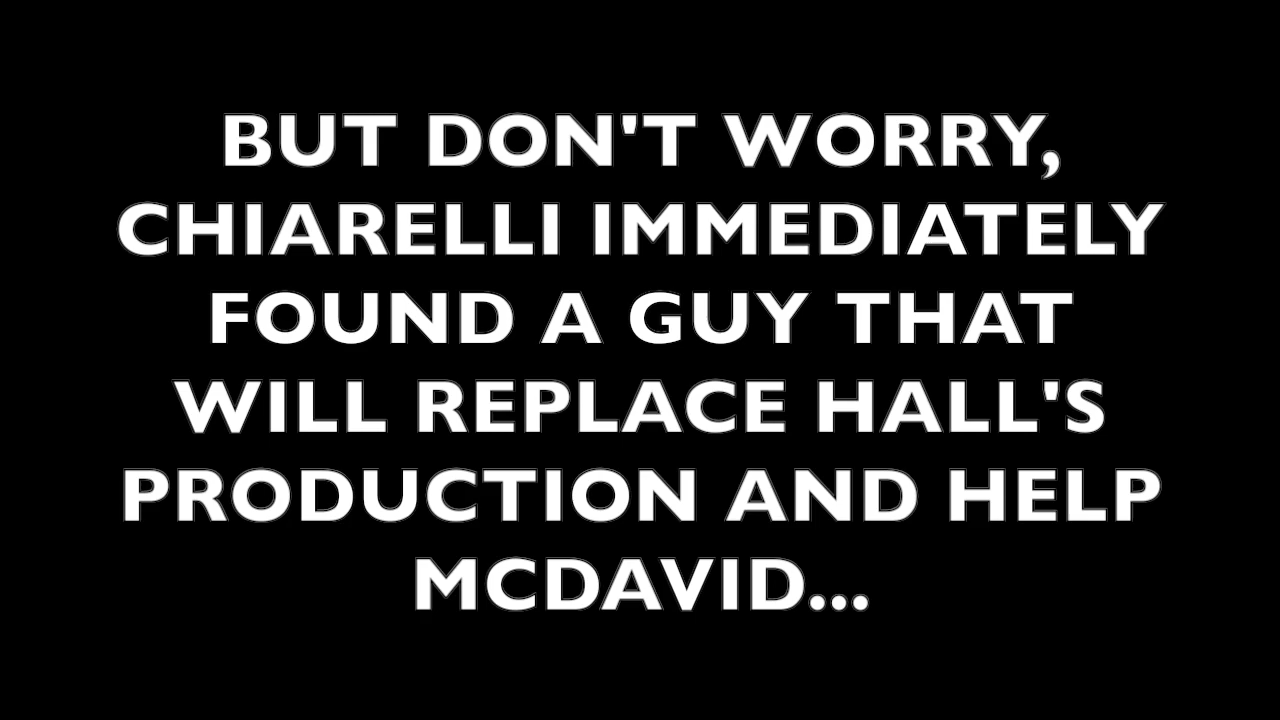 BUT DON'T WORRY,
CHIARELLI IMMEDIATELY
FOUND A GUY THAT
WILL REPLACE HALL'S
PRODUCTION AND HELP
MCDAVID...